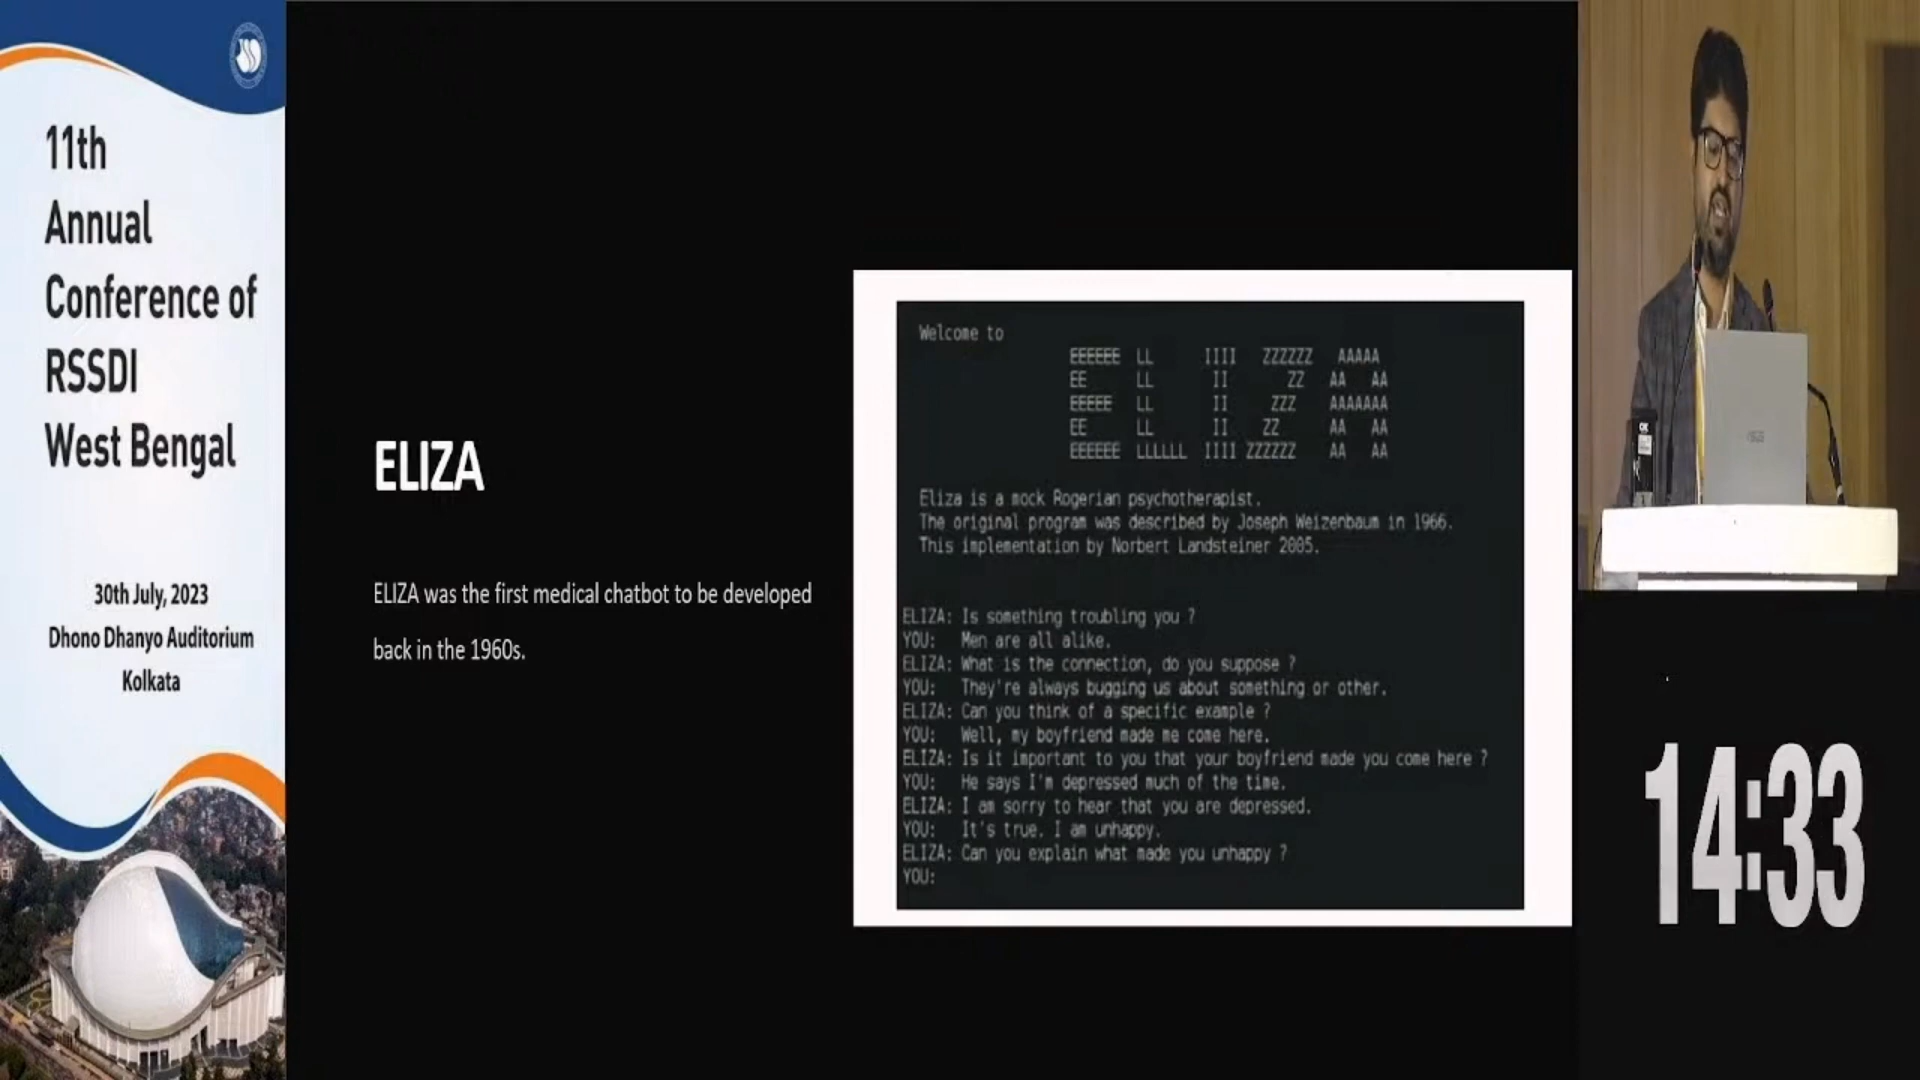 11th
Annual
Conference of
RSSDI
West Bengal
30th July, 2023
Dhono Dhanyo Auditorium
Kolkata
ELIZA
ELIZA was the first medical chatbot to be developed
back in the 1960s.
Welcome to
EEEEEE LL IIII ZZZZZZ AAAAA
EE LL II ZZ AA AA
EEEEE LL II ZZZ AAAAAAA
EE LL II ZZ AA AA
EEEEEE LLLLLL IIII ZZZZZZ AA AA
Eliza is a mock Rogerian psychotherapist.
The original program was described by Joseph Weizenbaum in 1966.
This implementation by Norbert Landsteiner 2005.
ELIZA: Is something troubling you ?
YOU: Men are all alike.
ELIZA: What is the connection, do you suppose ?
YOU: They're always bugging us about something or other.
ELIZA: Can you think of a specific example ?
YOU: Well, my boyfriend made me come here.
ELIZA: Is it important to you that your boyfriend made you come here ?
YOU: He says I'm depressed much of the time.
ELIZA: I am sorry to hear that you are depressed.
YOU: It's true. I am unhappy.
ELIZA: Can you explain what made you unhappy ?
YOU:
ASUS
14:33